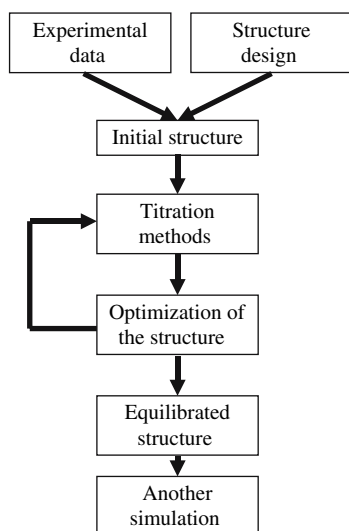 Experimental
data
Structure
design
Initial structure
Titration
methods
Optimization of
the structure
Equilibrated
structure
Another
simulation